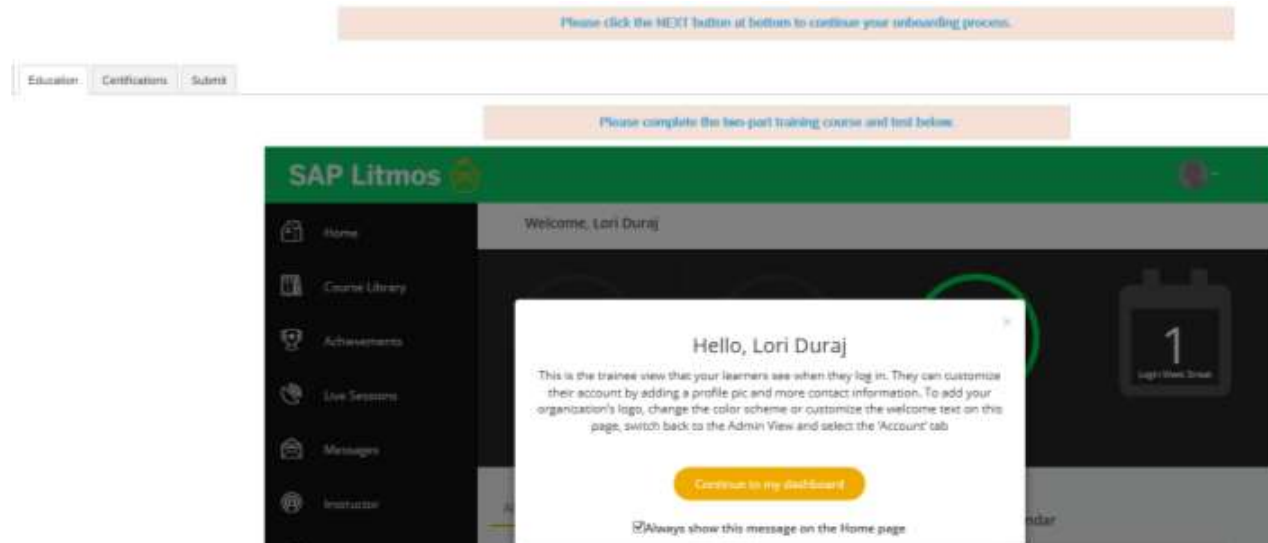 Please click the NEXT button at bottom to continue your onboarding process.
Education Certifications Submit
Please complete the two-part training course and test below.
SAP Litmos
Home
Welcome, Lori Duraj
Course Library
Achievements
Live Sessions
Messages
Instructor
1
Login Week Streak
×
Hello, Lori Duraj
This is the trainee view that your learners see when they log in. They can customize
their account by adding a profile pic and more contact information. To add your
organization's logo, change the color scheme or customize the welcome text on this
page, switch back to the Admin View and select the 'Account' tab
Continue to my dashboard
Always show this message on the Home page